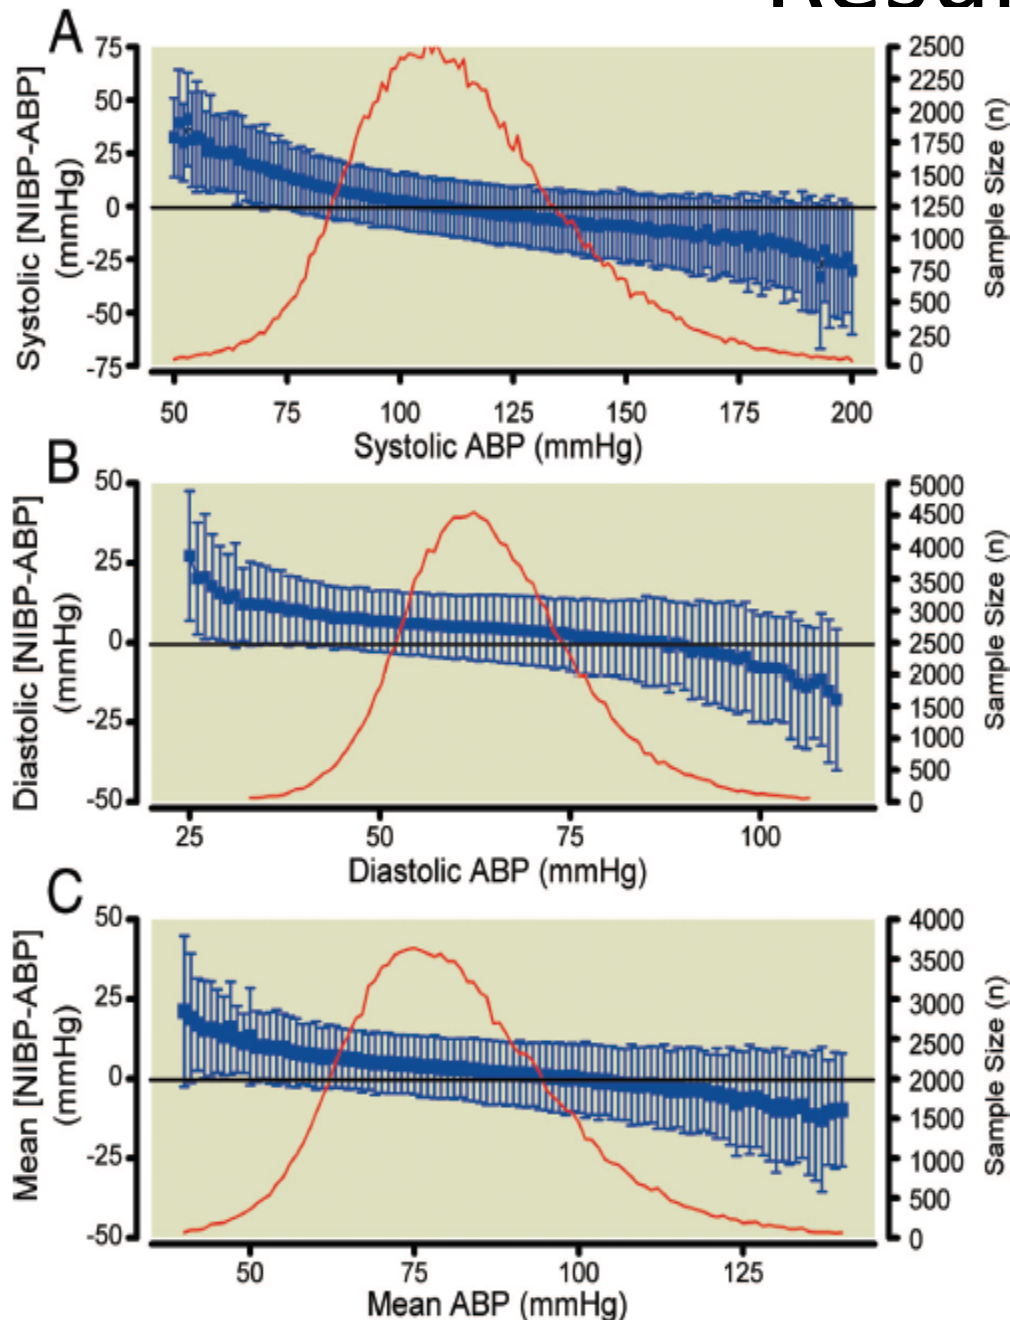 A
Systolic [NIBP-ABP]
(mmHg)
75
50
25
0
-25
-50
-75
2500
2250
2000
1750
1500
1250
1000
750
500
250
0
Sample Size (n)
50 75 100 125 150 175 200
Systolic ABP (mmHg)
B
Diastolic [NIBP-ABP]
(mmHg)
50
25
0
-25
-50
5000
4500
4000
3500
3000
2500
2000
1500
1000
500
0
Sample Size (n)
25 50 75 100
Diastolic ABP (mmHg)
C
Mean [NIBP-ABP]
(mmHg)
50
25
0
-25
-50
4000
3500
3000
2500
2000
1500
1000
500
0
Sample Size (n)
50 75 100 125
Mean ABP (mmHg)